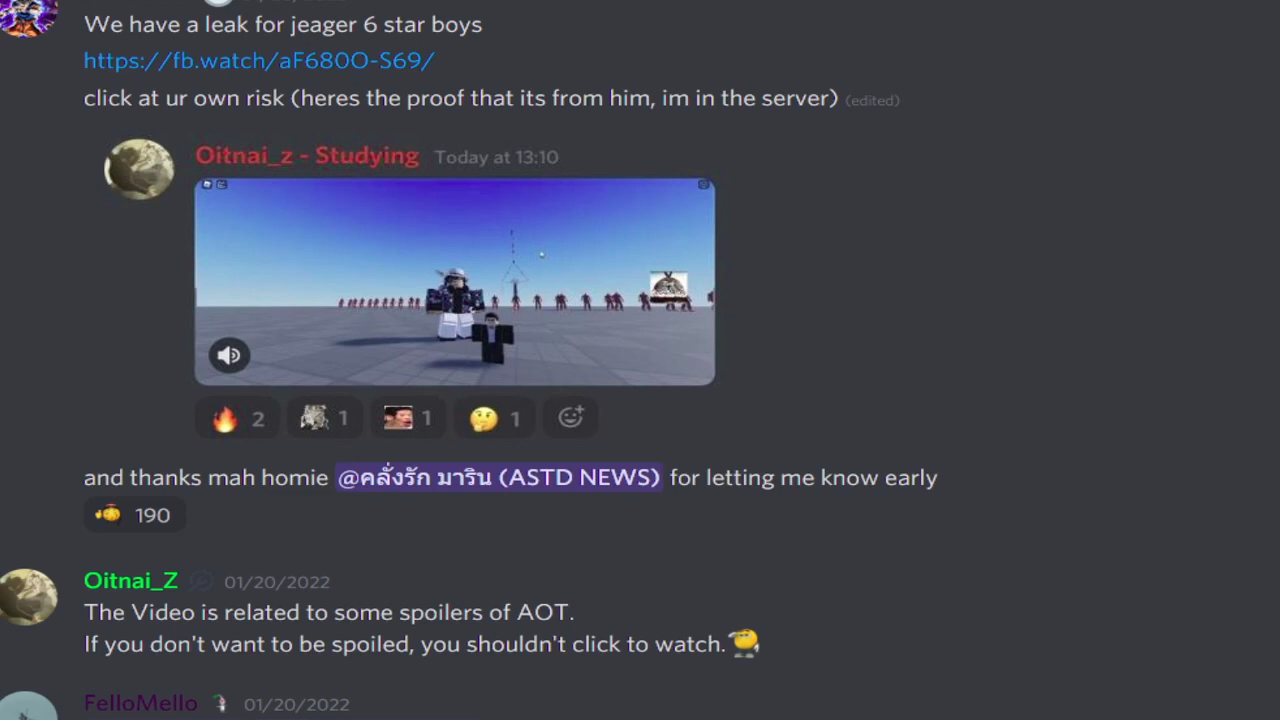 We have a leak for jeager 6 star boys
https://fb.watch/aF680O-S69/
click at ur own risk (heres the proof that its from him, im in the server) (edited)
Oitnai_z - Studying Today at 13:10
2 1 1 1
and thanks mah homie @คลั่งรัก มาริน (ASTD NEWS) for letting me know early
190
Oitnai_Z 01/20/2022
The Video is related to some spoilers of AOT.
If you don't want to be spoiled, you shouldn't click to watch.
FelloMello 01/20/2022